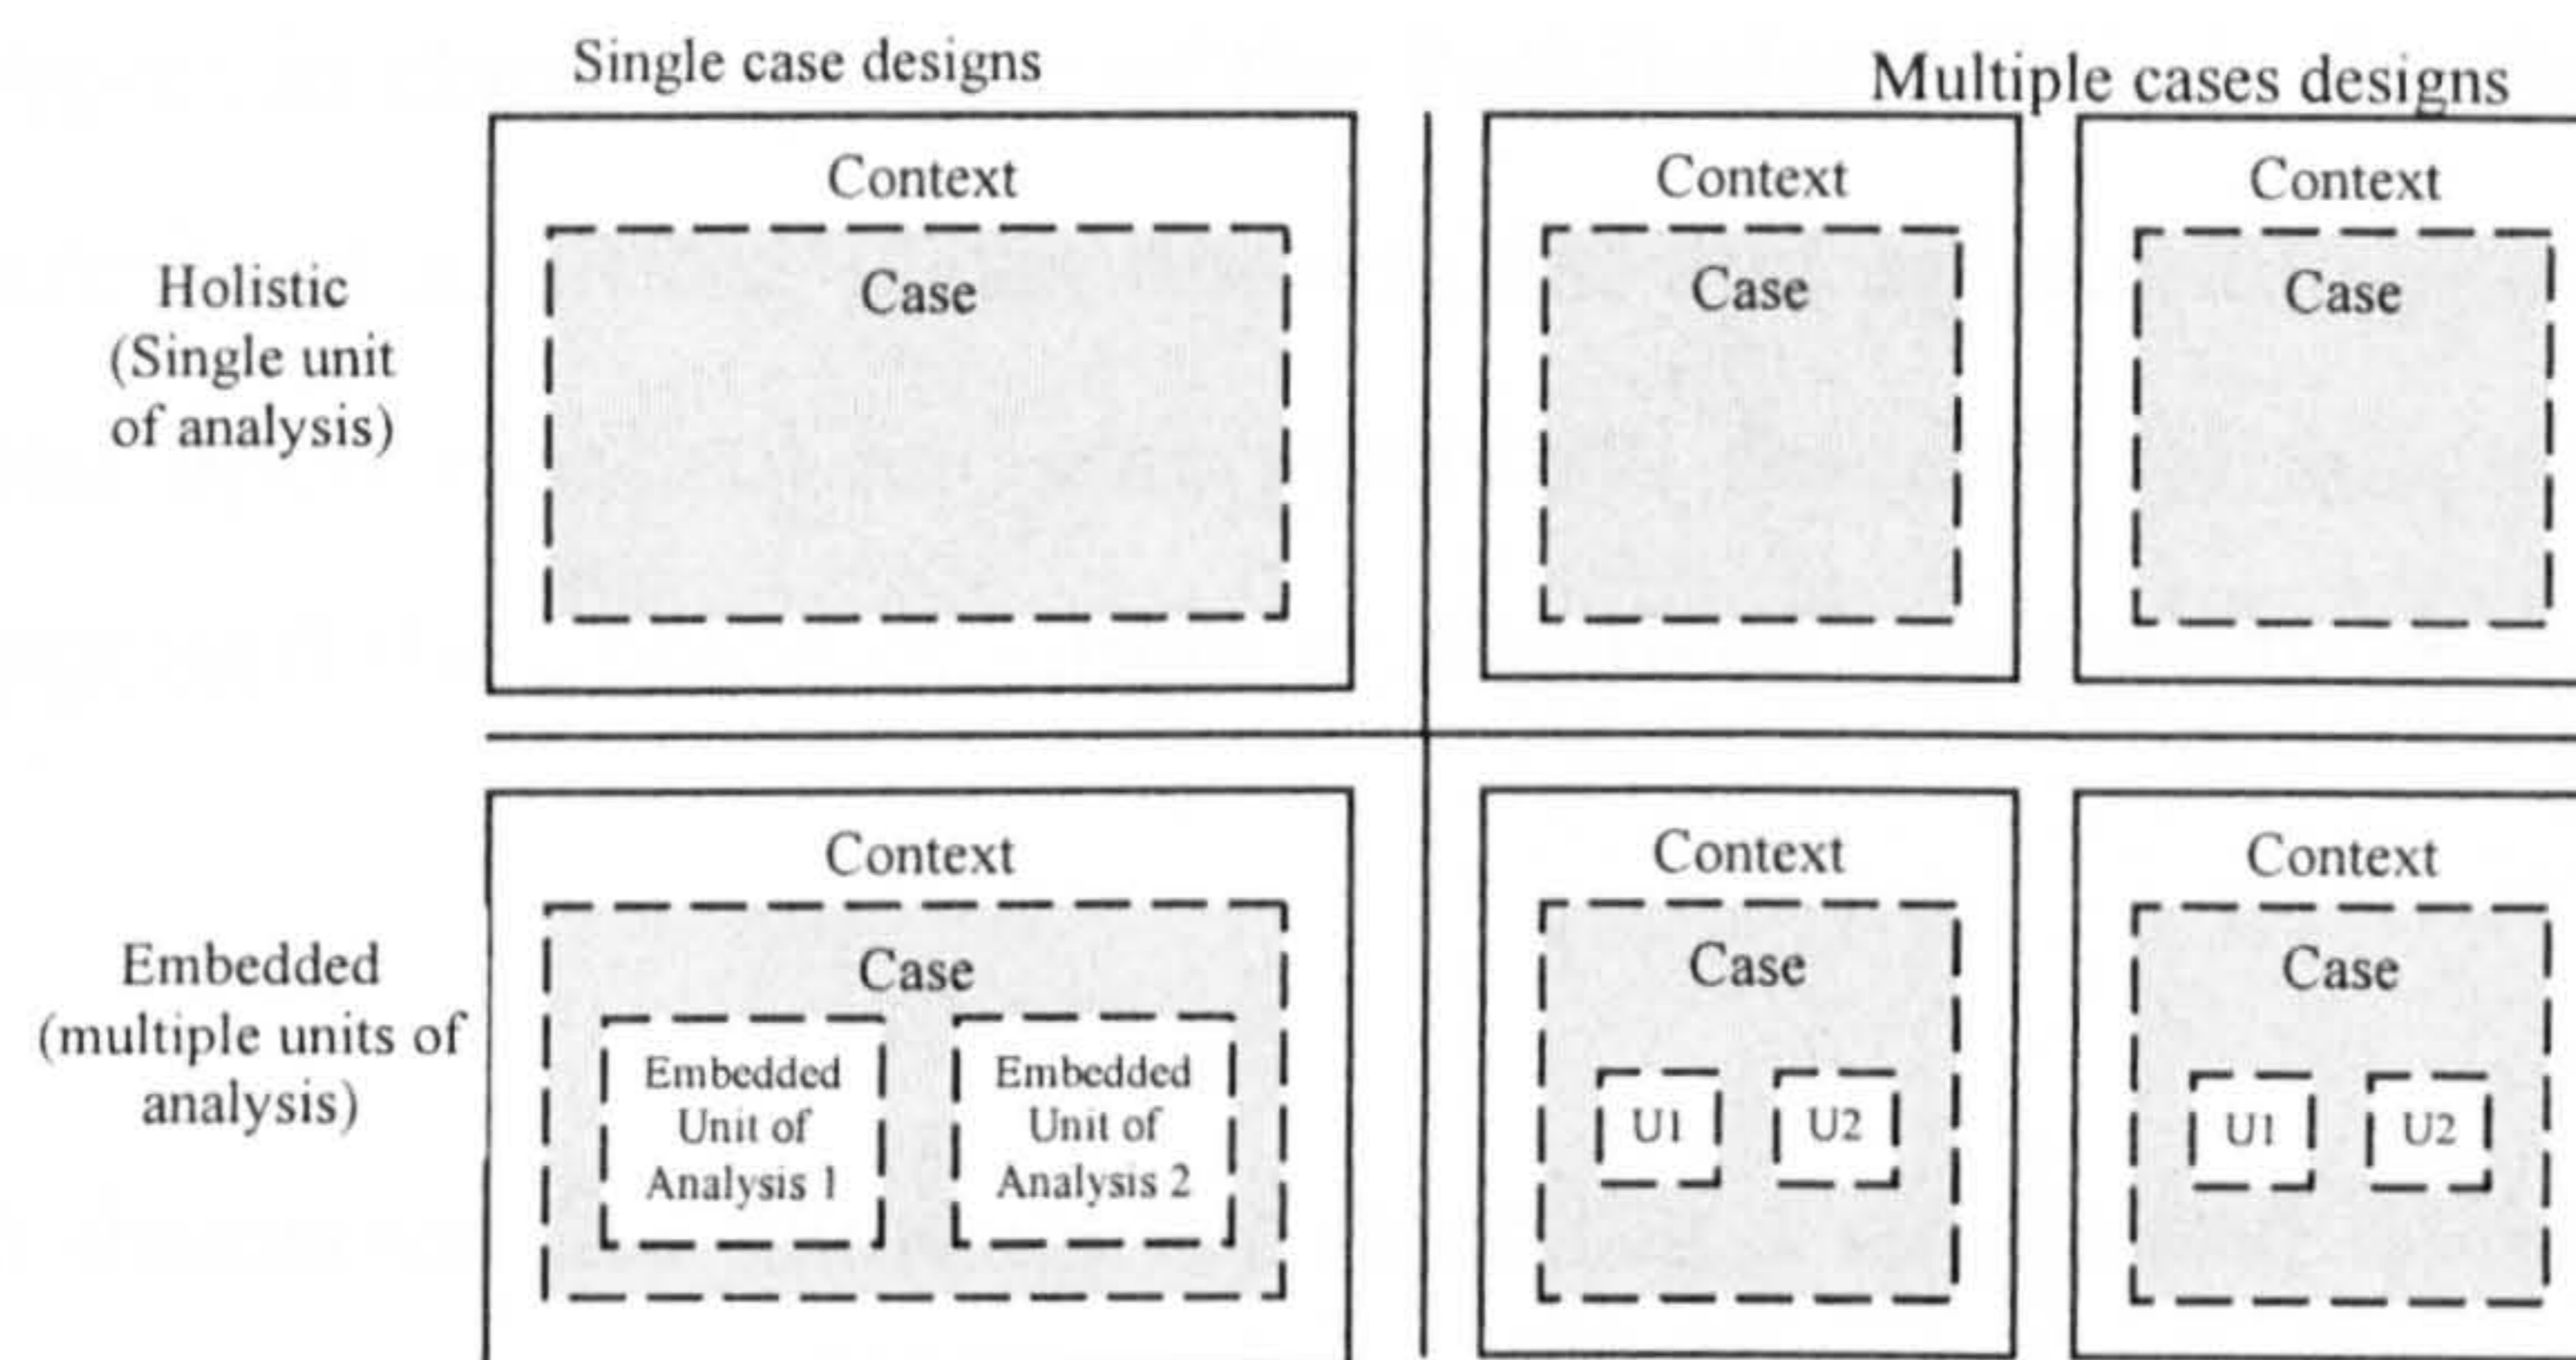 Single case designs
Multiple cases designs
Holistic
(Single unit
of analysis)
Context
Case
Context
Case
Context
Case
Embedded
(multiple units of
analysis)
Context
Case
Embedded
Unit of
Analysis 1
Embedded
Unit of
Analysis 2
Context
Case
U1
U2
Context
Case
U1
U2